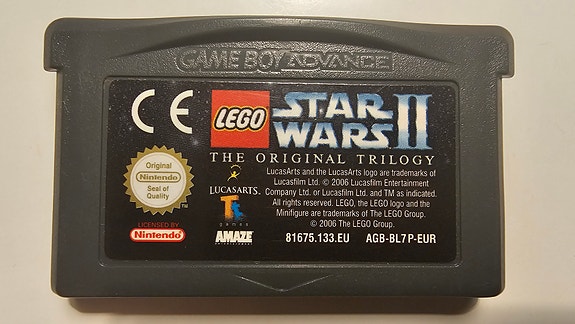 GAME BOY ADVANCE
CE
LEGO
STAR WARS II
THE ORIGINAL TRILOGY
Original
Nintendo
Seal of
Quality
TM
LICENSED BY
Nintendo
LUCASARTS.
games
AMAZE
ENTERTAINMENT
LucasArts and the LucasArts logo are trademarks of
Lucasfilm Ltd. © 2006 Lucasfilm Entertainment
Company Ltd. or Lucasfilm Ltd. and TM as indicated.
All rights reserved. LEGO, the LEGO logo and the
Minifigure are trademarks of The LEGO Group.
© 2006 The LEGO Group.
81675.133.EU AGB-BL7P-EUR